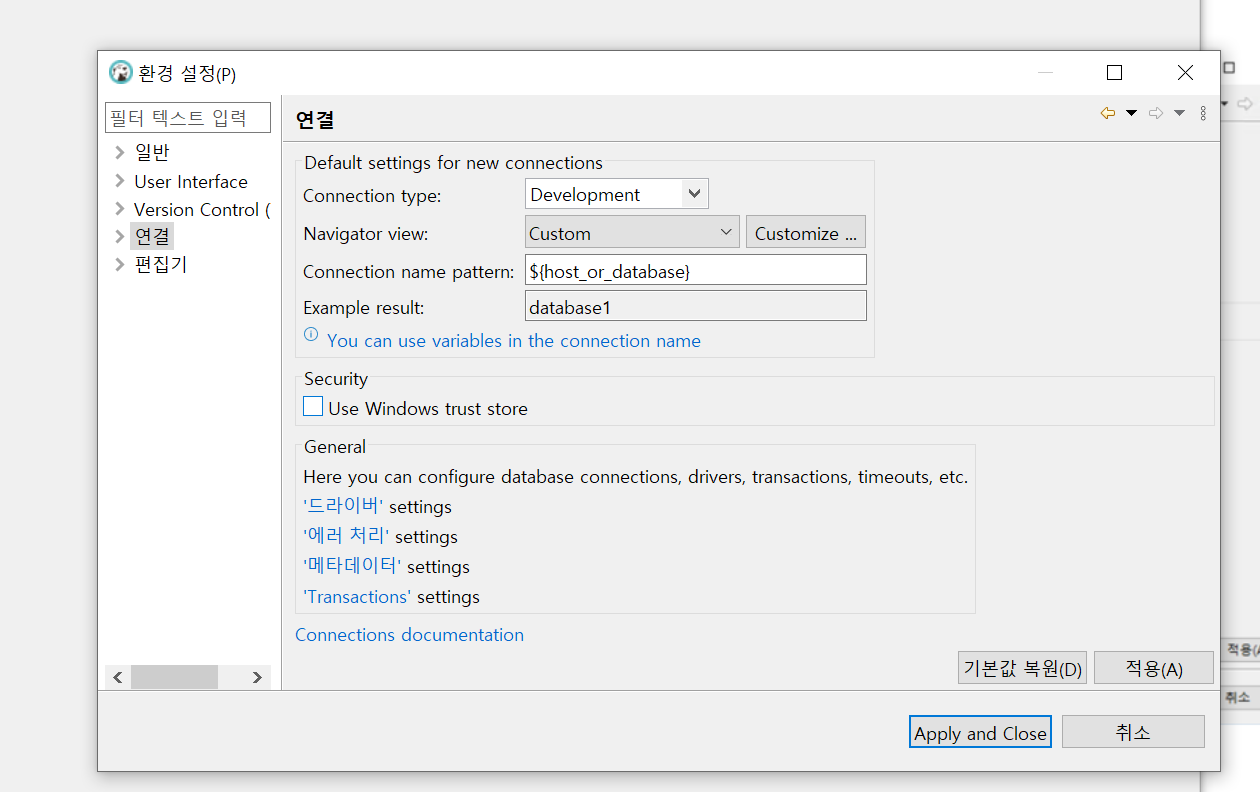 환경 설정(P)
필터 텍스트 입력
일반
User Interface
Version Control (
연결
편집기
연결
Default settings for new connections
Connection type: Development
Navigator view: Custom Customize ...
Connection name pattern: ${host_or_database}
Example result: database1
You can use variables in the connection name
Security
Use Windows trust store
General
Here you can configure database connections, drivers, transactions, timeouts, etc.
'드라이버' settings
'에러 처리' settings
'메타데이터' settings
'Transactions' settings
Connections documentation
기본값 복원(D) 적용(A)
Apply and Close 취소
적용(A
취소